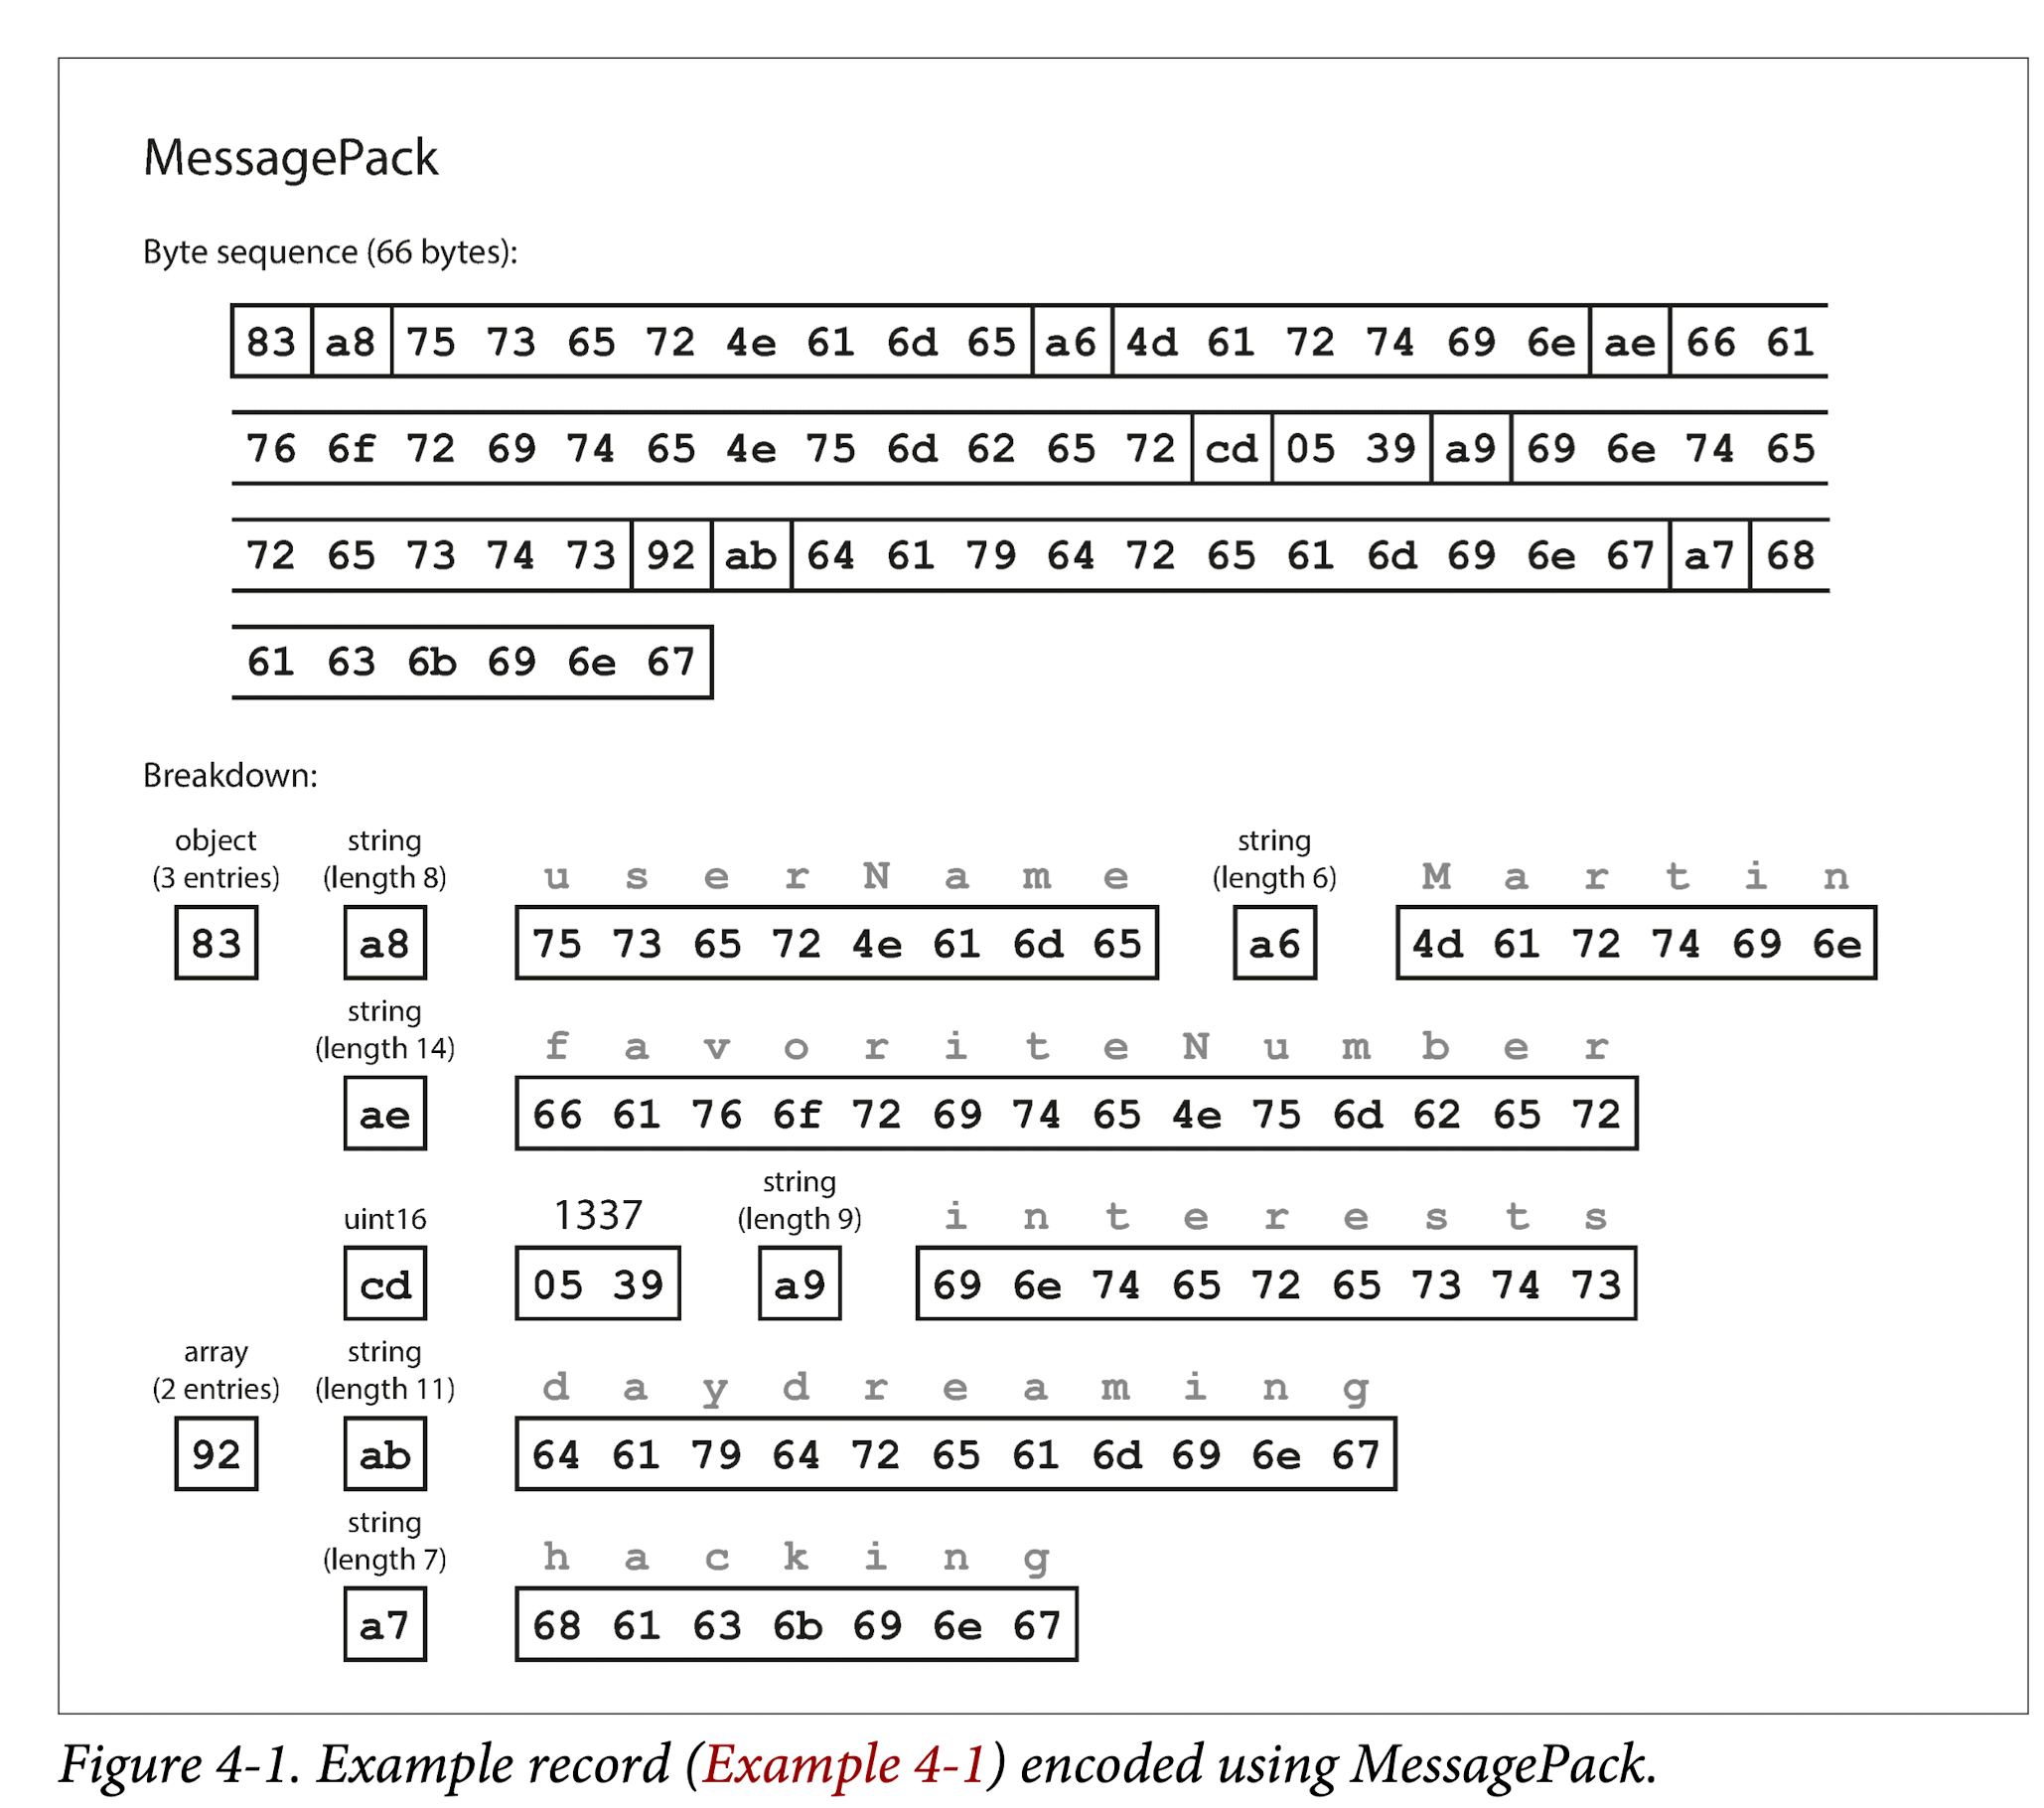 MessagePack
Byte sequence (66 bytes):
83 a8 75 73 65 72 4e 61 6d 65 a6 4d 61 72 74 69 6e ae 66 61
76 6f 72 69 74 65 4e 75 6d 62 65 72 cd 05 39 a9 69 6e 74 65
72 65 73 74 73 92 ab 64 61 79 64 72 65 61 6d 69 6e 67 a7 68
61 63 6b 69 6e 67
Breakdown:
object string string
(3 entries) (length 8) u s e r N a m e (length 6) M a r t i n
83 a8 75 73 65 72 4e 61 6d 65 a6 4d 61 72 74 69 6e
string
(length 14) f a v o r i t e N u m b e r
ae 66 61 76 6f 72 69 74 65 4e 75 6d 62 65 72
string
uint16 1337 (length 9) i n t e r e s t s
cd 05 39 a9 69 6e 74 65 72 65 73 74 73
array string
(2 entries) (length 11) d a y d r e a m i n g
92 ab 64 61 79 64 72 65 61 6d 69 6e 67
string
(length 7) h a c k i n g
a7 68 61 63 6b 69 6e 67
Figure 4-1. Example record (Example 4-1) encoded using MessagePack.